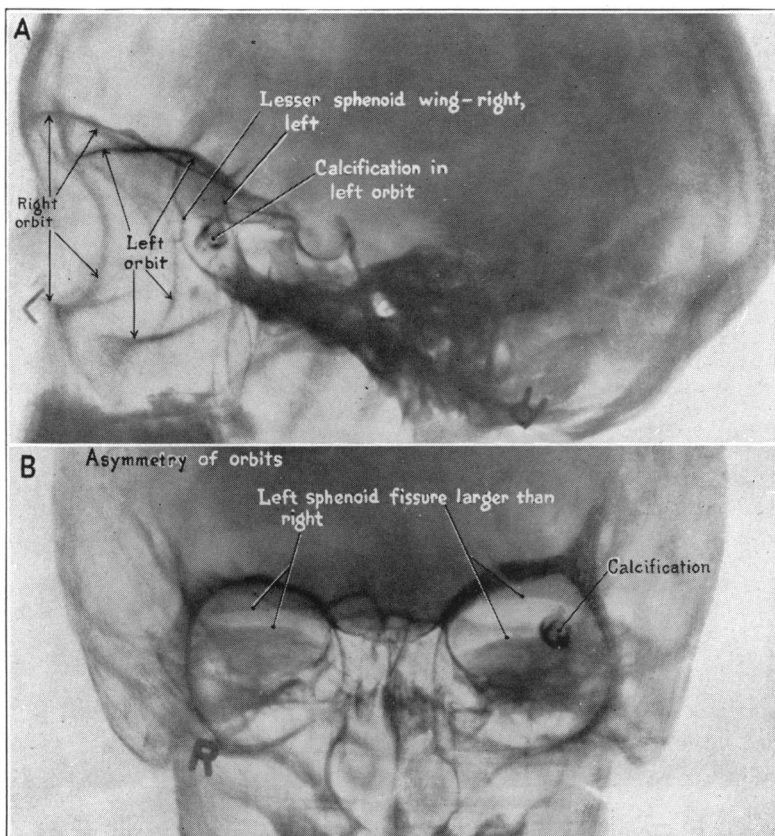 A
Lesser sphenoid wing-right,
left
Calcification in
left orbit
Right
orbit
Left
orbit
B
Asymmetry of orbits
Left sphenoid fissure larger than
right
Calcification
R